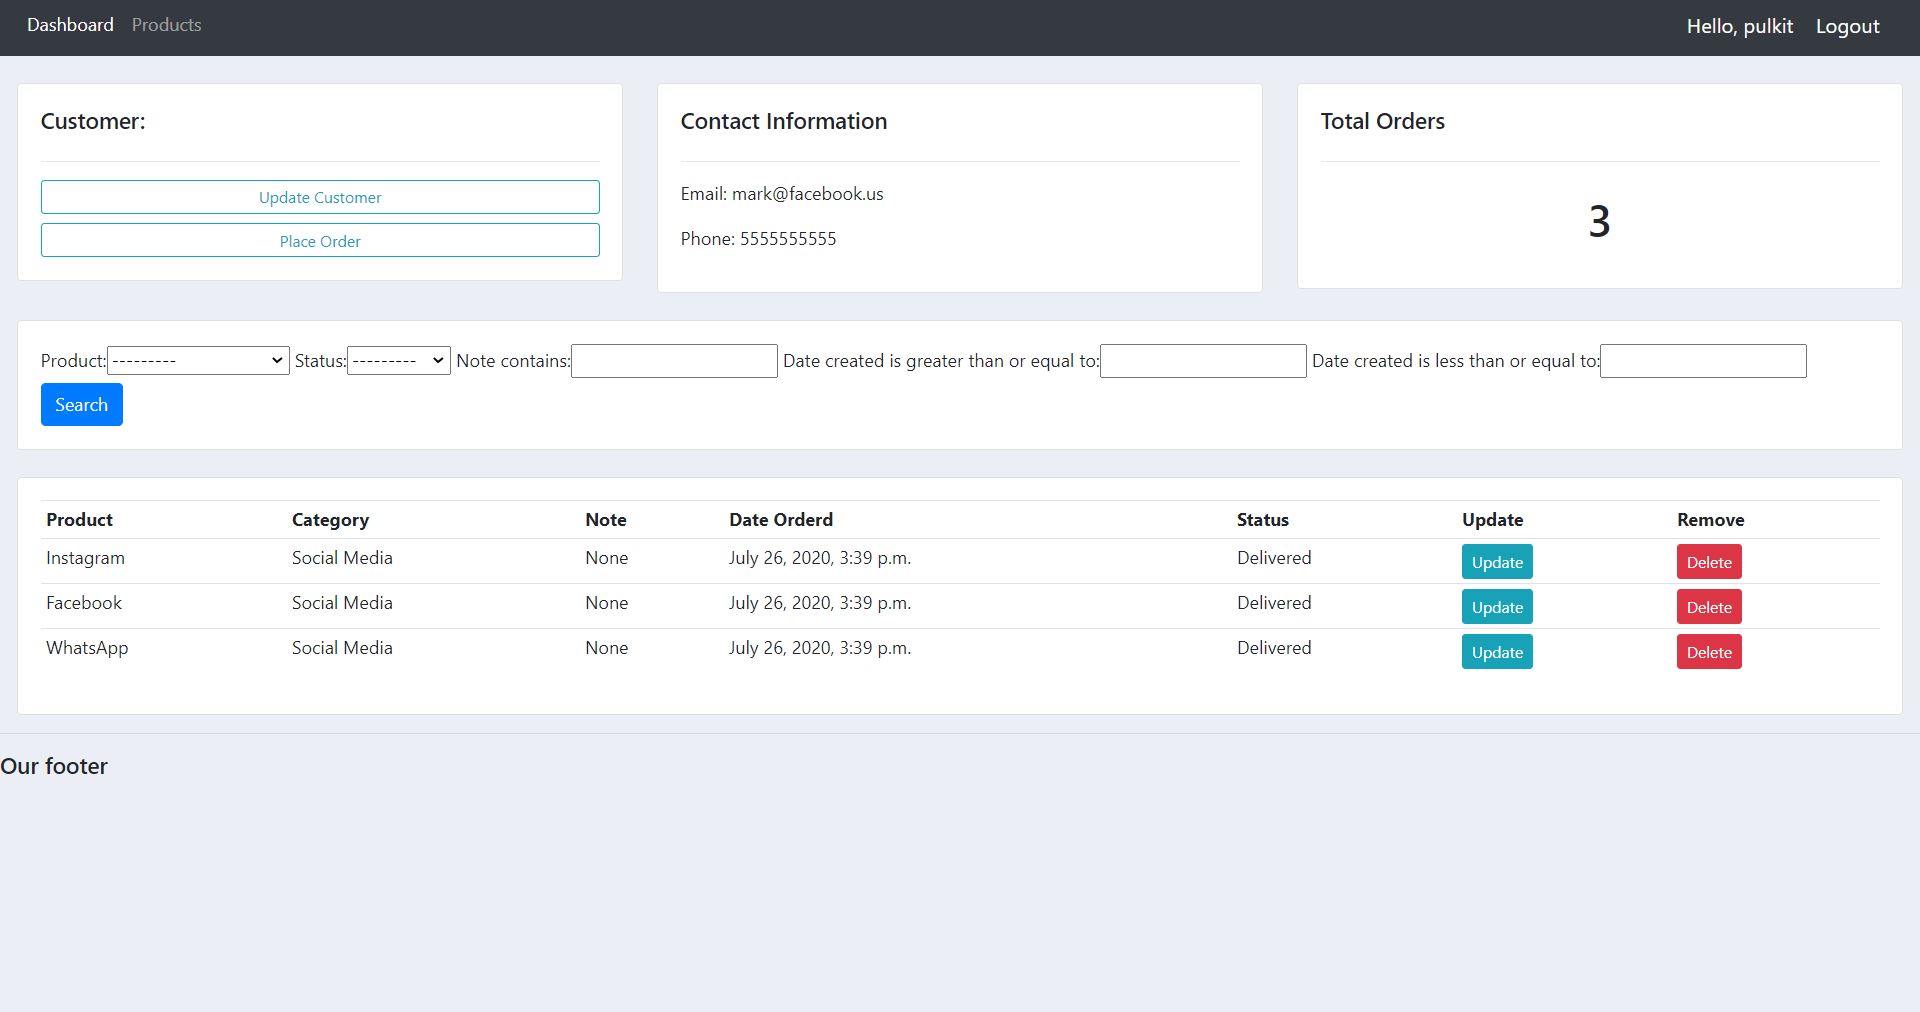 Dashboard Products Hello, pulkit Logout
Customer:
Update Customer
Place Order
Contact Information
Email: mark@facebook.us
Phone: 5555555555
Total Orders
3
Product: --------- Status: --------- Note contains: Date created is greater than or equal to: Date created is less than or equal to:
Search
Product Category Note Date Orderd Status Update Remove
Instagram Social Media None July 26, 2020, 3:39 p.m. Delivered Update Delete
Facebook Social Media None July 26, 2020, 3:39 p.m. Delivered Update Delete
WhatsApp Social Media None July 26, 2020, 3:39 p.m. Delivered Update Delete
Our footer